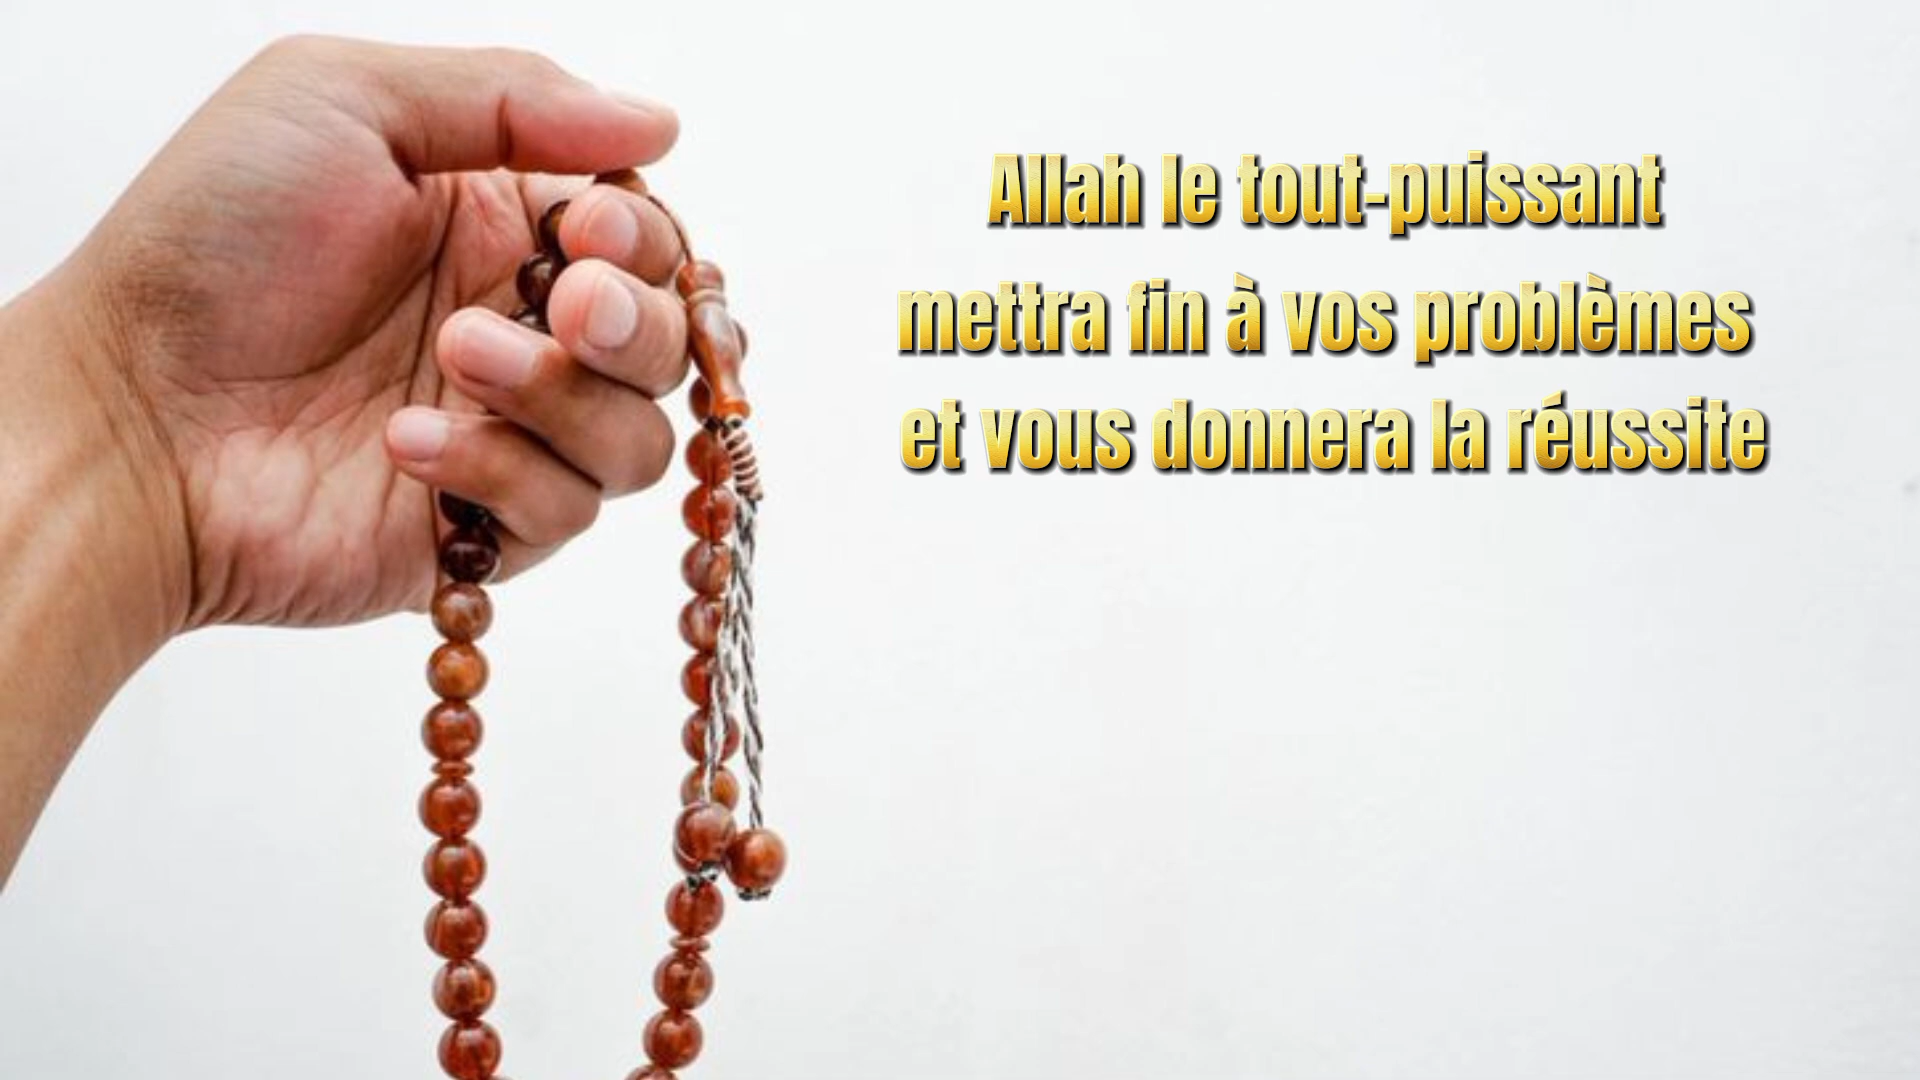 Allah le tout-puissant
mettra fin à vos problèmes
et vous donnera la réussite